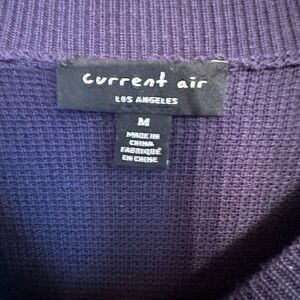 current air
LOS ANGELES
M
MADE IN
CHINA
FABRIQUÉ
EN CHINE